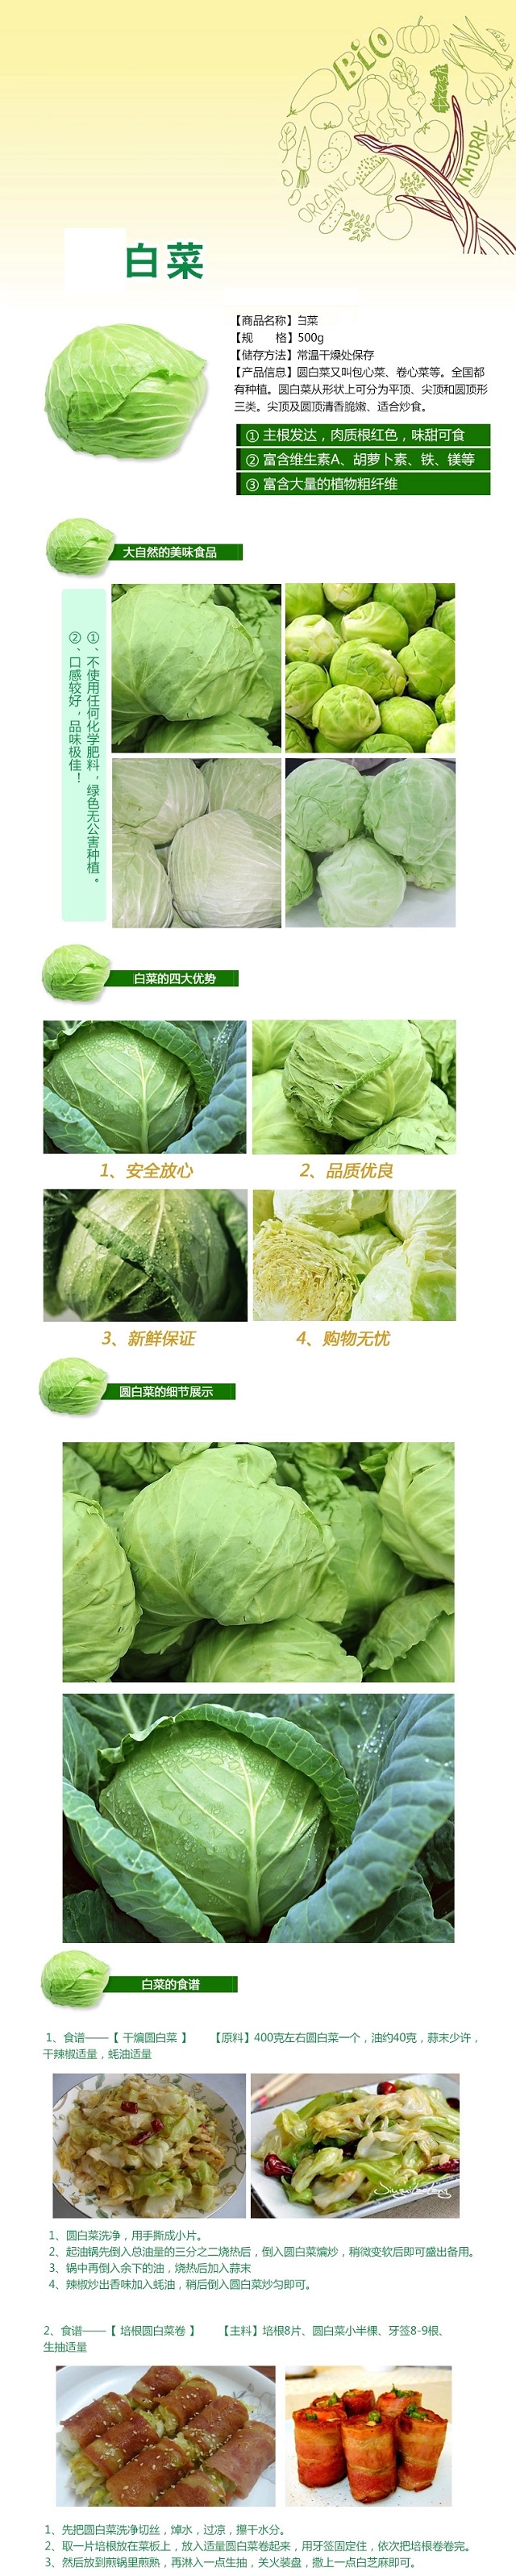 BiO
NATURAL
ORGANIC
白菜
【商品名称】白菜
【规 格】500g
【储存方法】常温干燥处保存
【产品信息】圆白菜又叫包心菜、卷心菜等。全国都
有种植。圆白菜从形状上可分为平顶、尖顶和圆顶形
三类。尖顶及圆顶清香脆嫩、适合炒食。
① 主根发达，肉质根红色，味甜可食
② 富含维生素A、胡萝卜素、铁、镁等
③ 富含大量的植物粗纤维
大自然的美味食品
①、不使用任何化学肥料，绿色无公害种植。
②、口感较好，品味极佳！
白菜的四大优势
1、安全放心
2、品质优良
3、新鲜保证
4、购物无忧
圆白菜的细节展示
白菜的食谱
1、食谱——【 干煸圆白菜 】 【原料】400克左右圆白菜一个，油约40克，蒜末少许，
干辣椒适量，蚝油适量
1、圆白菜洗净，用手撕成小片。
2、起油锅先倒入总油量的三分之二烧热后，倒入圆白菜煸炒，稍微变软后即可盛出备用。
3、锅中再倒入余下的油，烧热后加入蒜末
4、辣椒炒出香味加入蚝油，稍后倒入圆白菜炒匀即可。
2、食谱——【 培根圆白菜卷 】 【主料】培根8片、圆白菜小半棵、牙签8-9根、
生抽适量
1、先把圆白菜洗净切丝，焯水，过凉，攥干水分。
2、取一片培根放在菜板上，放入适量圆白菜卷起来，用牙签固定住，依次把培根卷卷完。
3、然后放到煎锅里煎熟，再淋入一点生抽，关火装盘，撒上一点白芝麻即可。